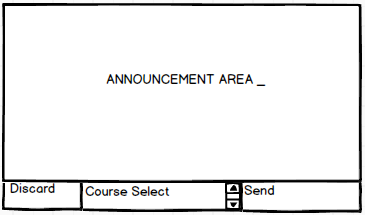 ANNOUNCEMENT AREA _
Discard
Course Select
Send